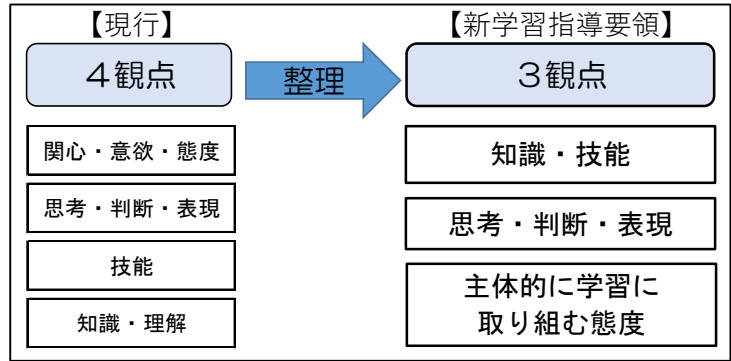 【現行】
４観点
関心・意欲・態度
思考・判断・表現
技能
知識・理解
整理
【新学習指導要領】
３観点
知識・技能
思考・判断・表現
主体的に学習に
取り組む態度